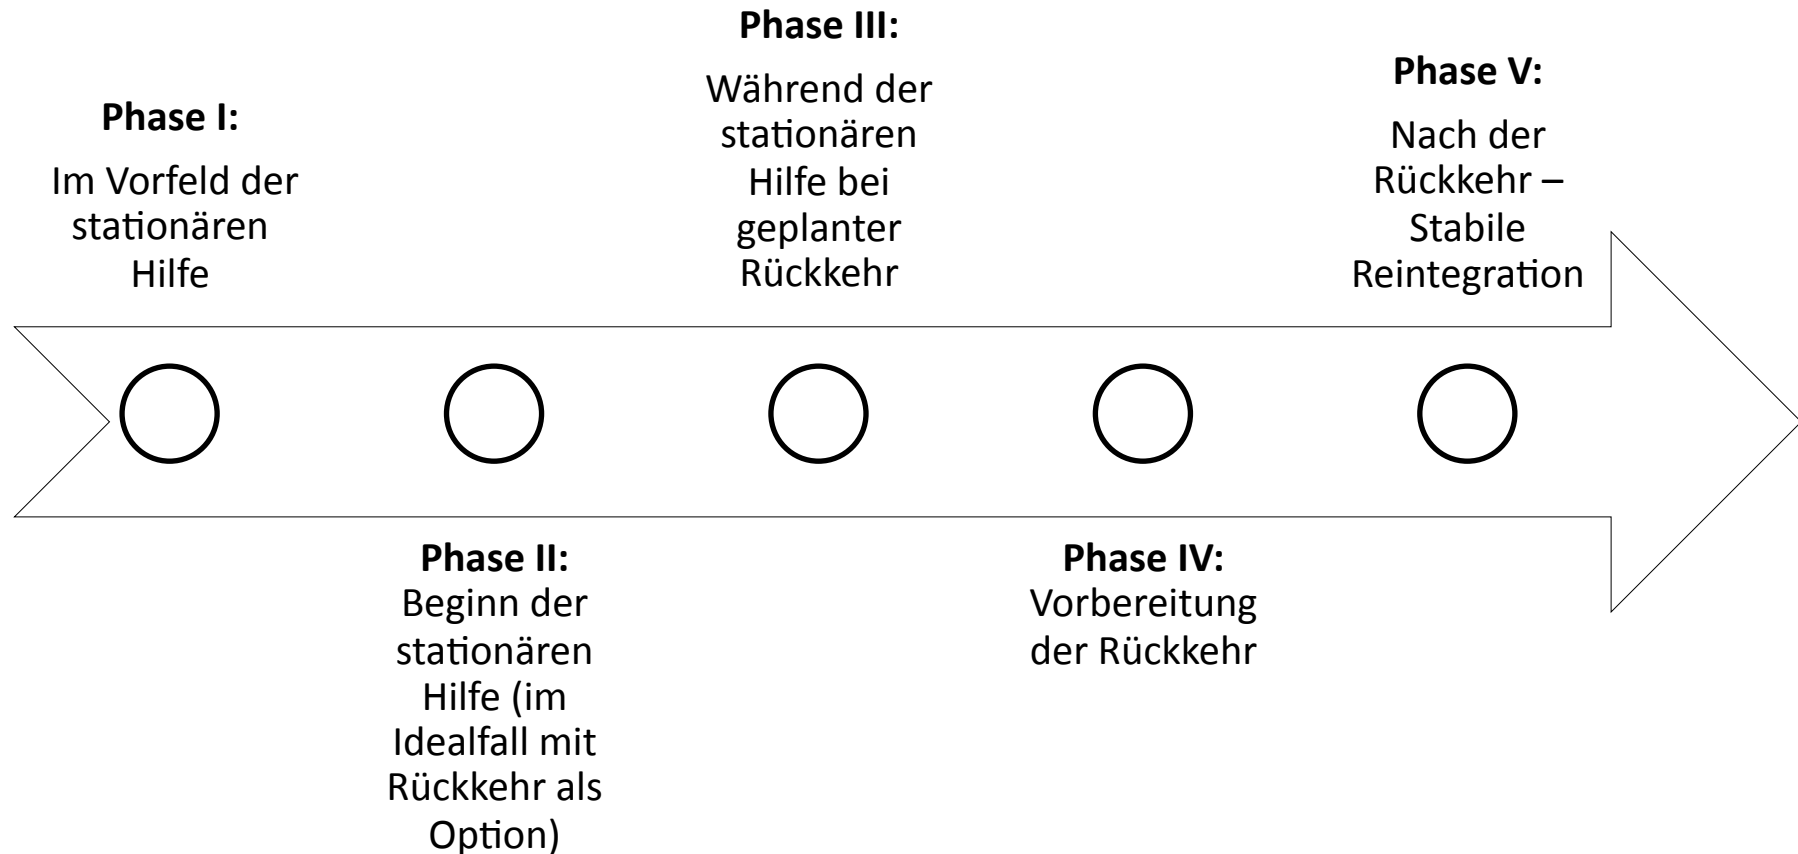 Phase I:
Im Vorfeld der
stationären
Hilfe
Phase II:
Beginn der
stationären
Hilfe (im
Idealfall mit
Rückkehr als
Option)
Phase III:
Während der
stationären
Hilfe bei
geplanter
Rückkehr
Phase IV:
Vorbereitung
der Rückkehr
Phase V:
Nach der
Rückkehr –
Stabile
Reintegration